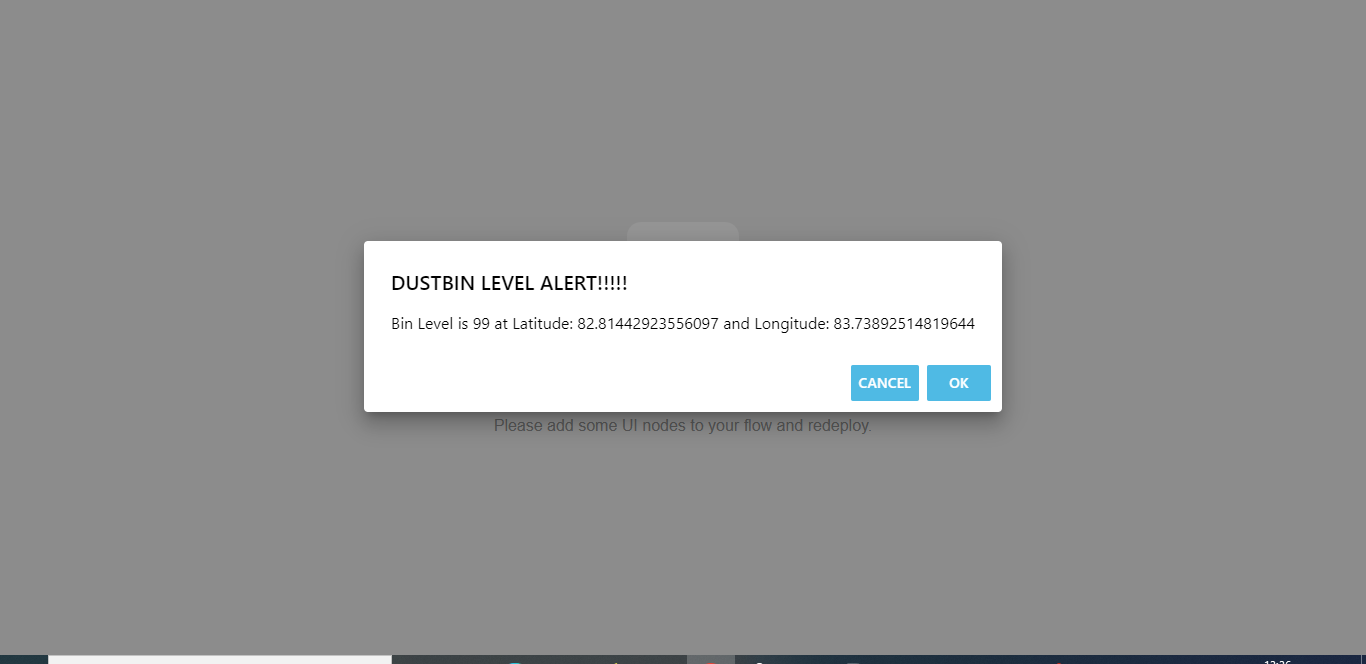 DUSTBIN LEVEL ALERT!!!!!
Bin Level is 99 at Latitude: 82.81442923556097 and Longitude: 83.73892514819644
CANCEL OK
Please add some UI nodes to your flow and redeploy.